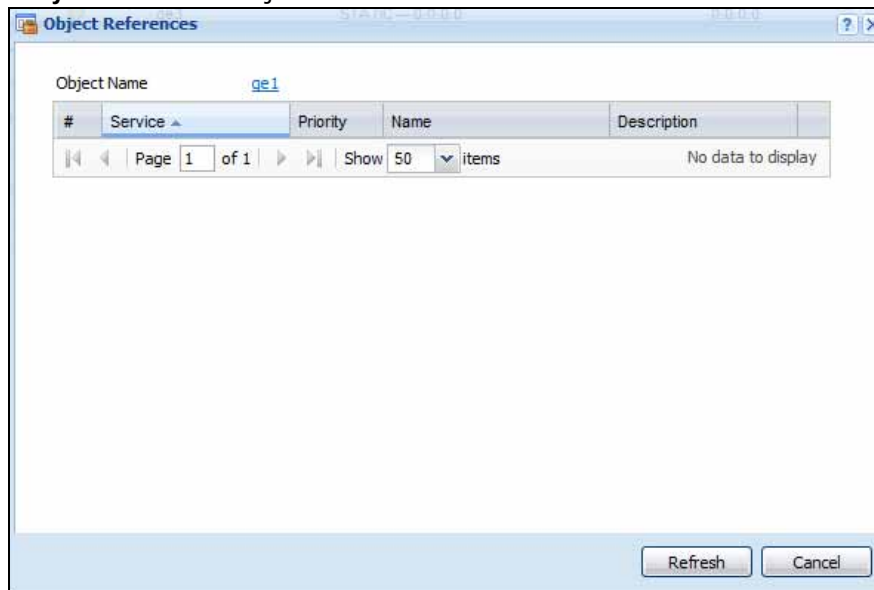 Object References
Object Name ge1
# Service Priority Name Description
Page 1 of 1 Show 50 items No data to display
Refresh Cancel